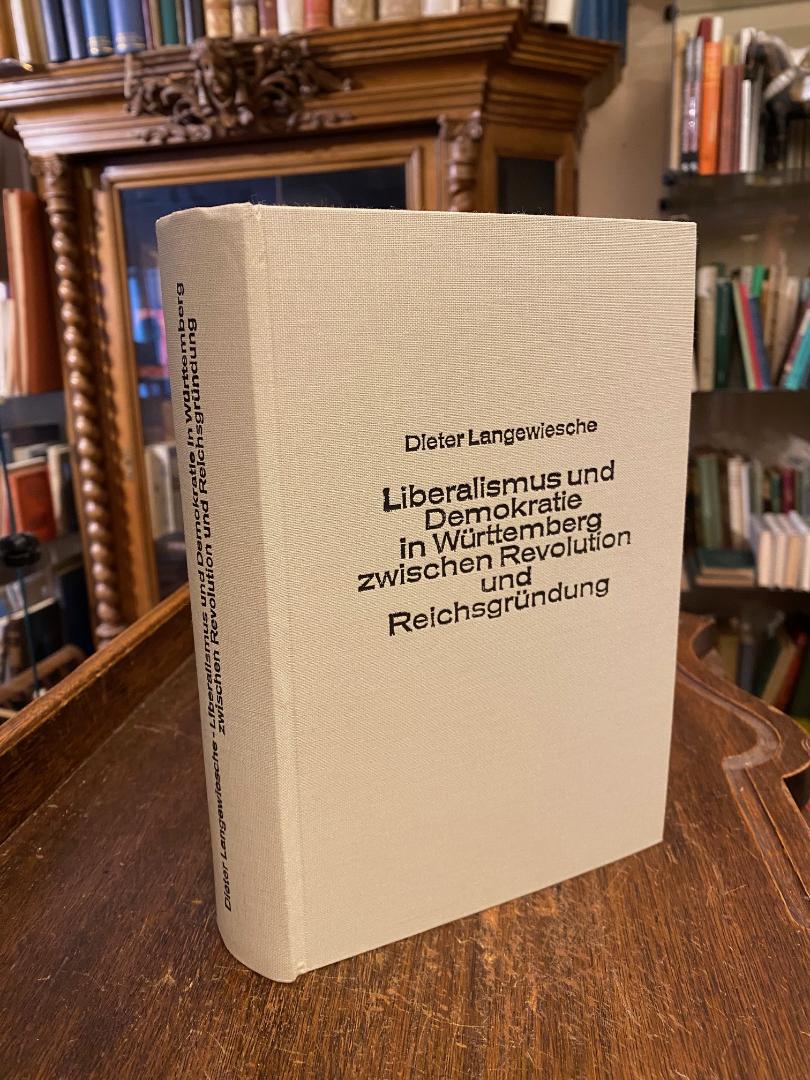 Dieter Langewiesche
Liberalismus und
Demokratie
in Württemberg
zwischen Revolution
und
Reichsgründung
Dieter Langewiesche · Liberalismus und Demokratie in Württemberg
zwischen Revolution und Reichsgründung